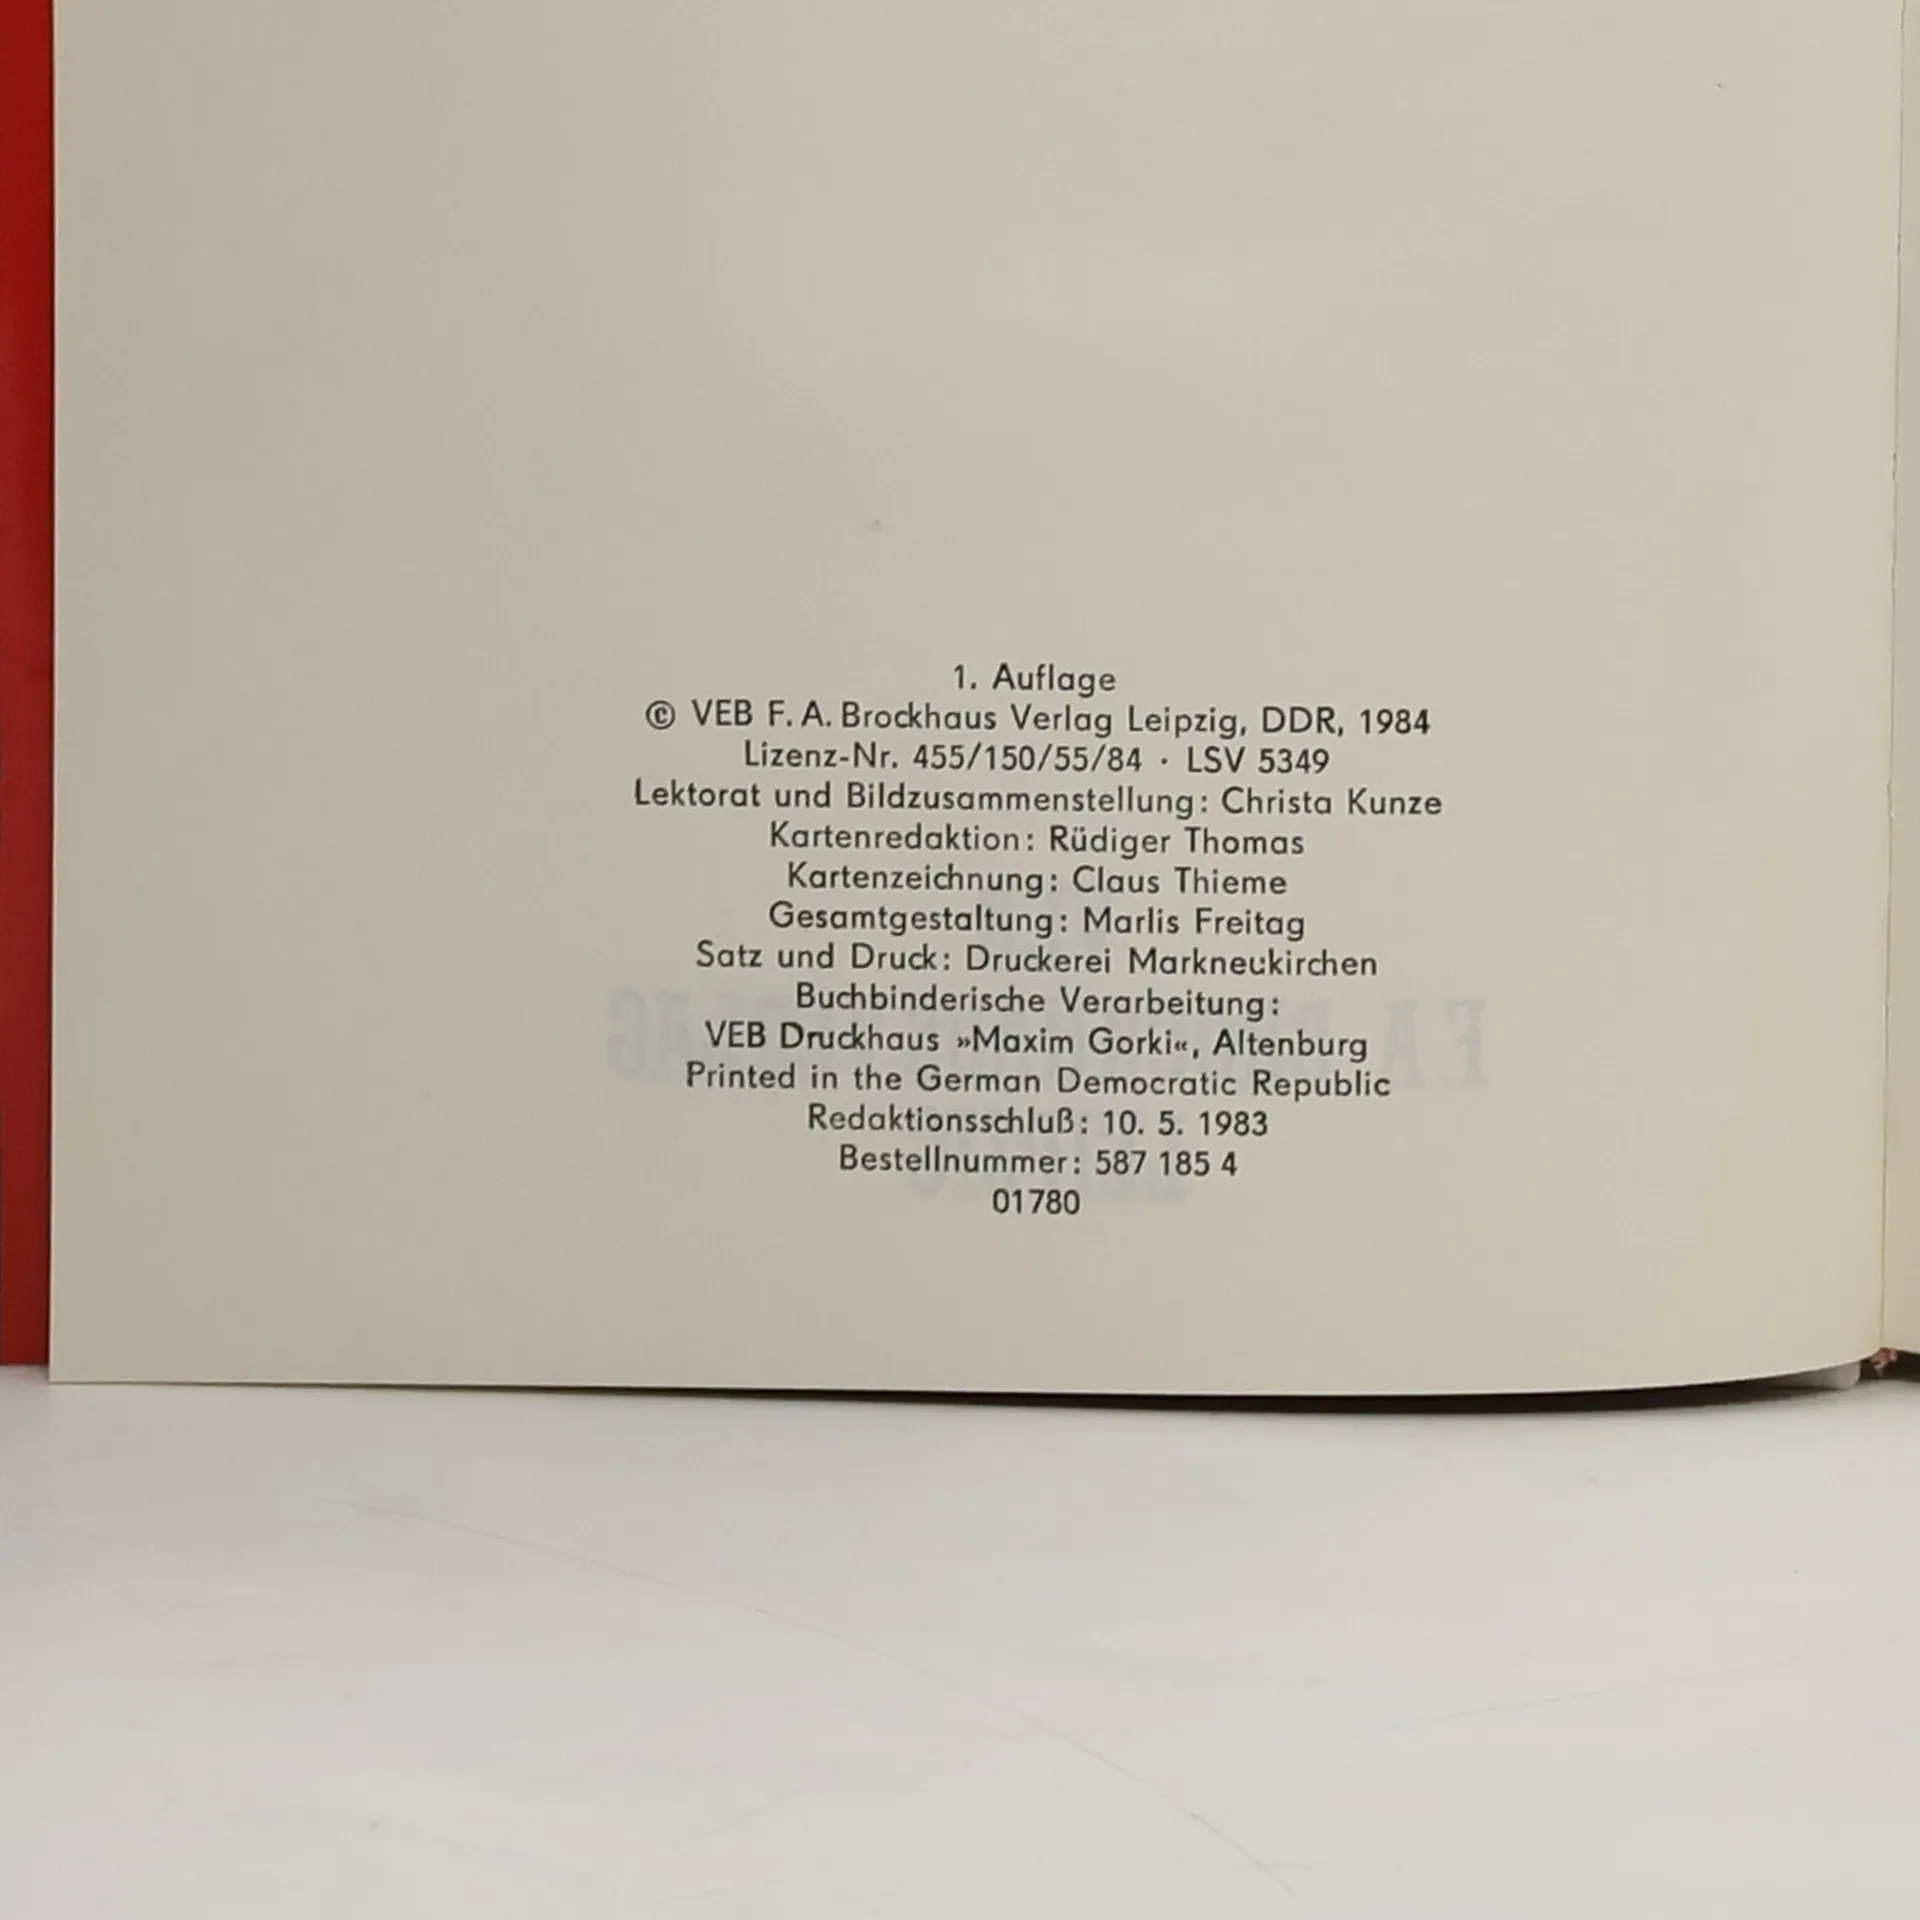 1. Auflage
© VEB F. A. Brockhaus Verlag Leipzig, DDR, 1984
Lizenz-Nr. 455/150/55/84 · LSV 5349
Lektorat und Bildzusammenstellung: Christa Kunze
Kartenredaktion: Rüdiger Thomas
Kartenzeichnung: Claus Thieme
Gesamtgestaltung: Marlis Freitag
Satz und Druck: Druckerei Markneukirchen
Buchbinderische Verarbeitung:
VEB Druckhaus »Maxim Gorki«, Altenburg
Printed in the German Democratic Republic
Redaktionsschluß: 10. 5. 1983
Bestellnummer: 587 185 4
01780